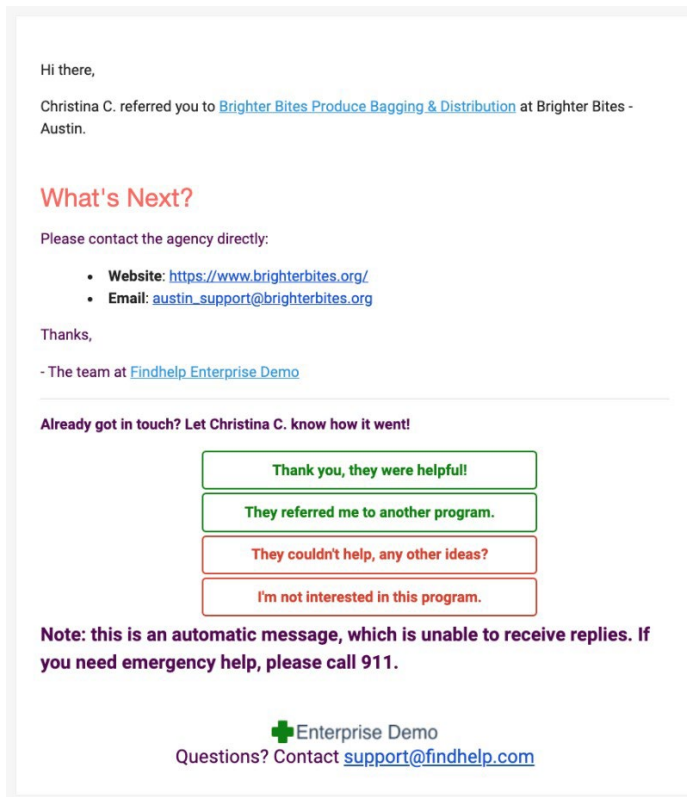 Hi there,
Christina C. referred you to Brighter Bites Produce Bagging & Distribution at Brighter Bites -
Austin.
What's Next?
Please contact the agency directly:
• Website: https://www.brighterbites.org/
• Email: austin_support@brighterbites.org
Thanks,
- The team at Findhelp Enterprise Demo
Already got in touch? Let Christina C. know how it went!
Thank you, they were helpful!
They referred me to another program.
They couldn't help, any other ideas?
I'm not interested in this program.
Note: this is an automatic message, which is unable to receive replies. If
you need emergency help, please call 911.
Enterprise Demo
Questions? Contact support@findhelp.com